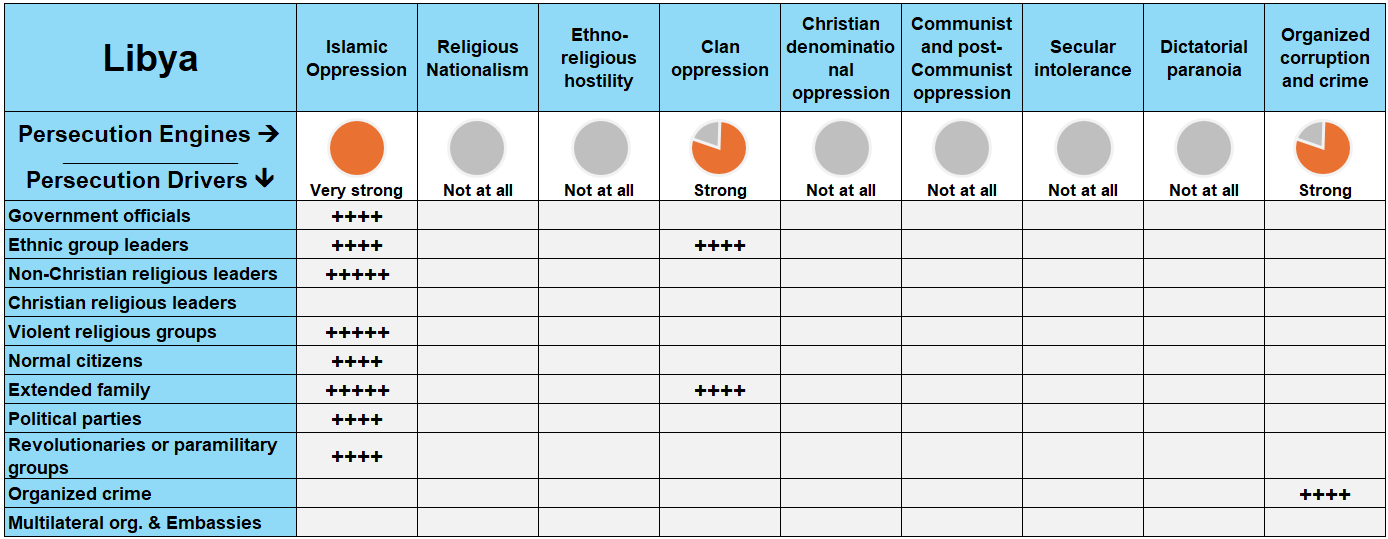 Libya
Islamic
Oppression
Religious
Nationalism
Ethno-
religious
hostility
Clan
oppression
Christian
denominatio
nal
oppression
Communist
and post-
Communist
oppression
Secular
intolerance
Dictatorial
paranoia
Organized
corruption
and crime
Persecution Engines →
Persecution Drivers ↓
Very strong
Not at all
Not at all
Strong
Not at all
Not at all
Not at all
Not at all
Strong
Government officials ++++
Ethnic group leaders ++++ ++++
Non-Christian religious leaders +++++
Christian religious leaders
Violent religious groups +++++
Normal citizens ++++
Extended family +++++ ++++
Political parties ++++
Revolutionaries or paramilitary
groups ++++
Organized crime ++++
Multilateral org. & Embassies